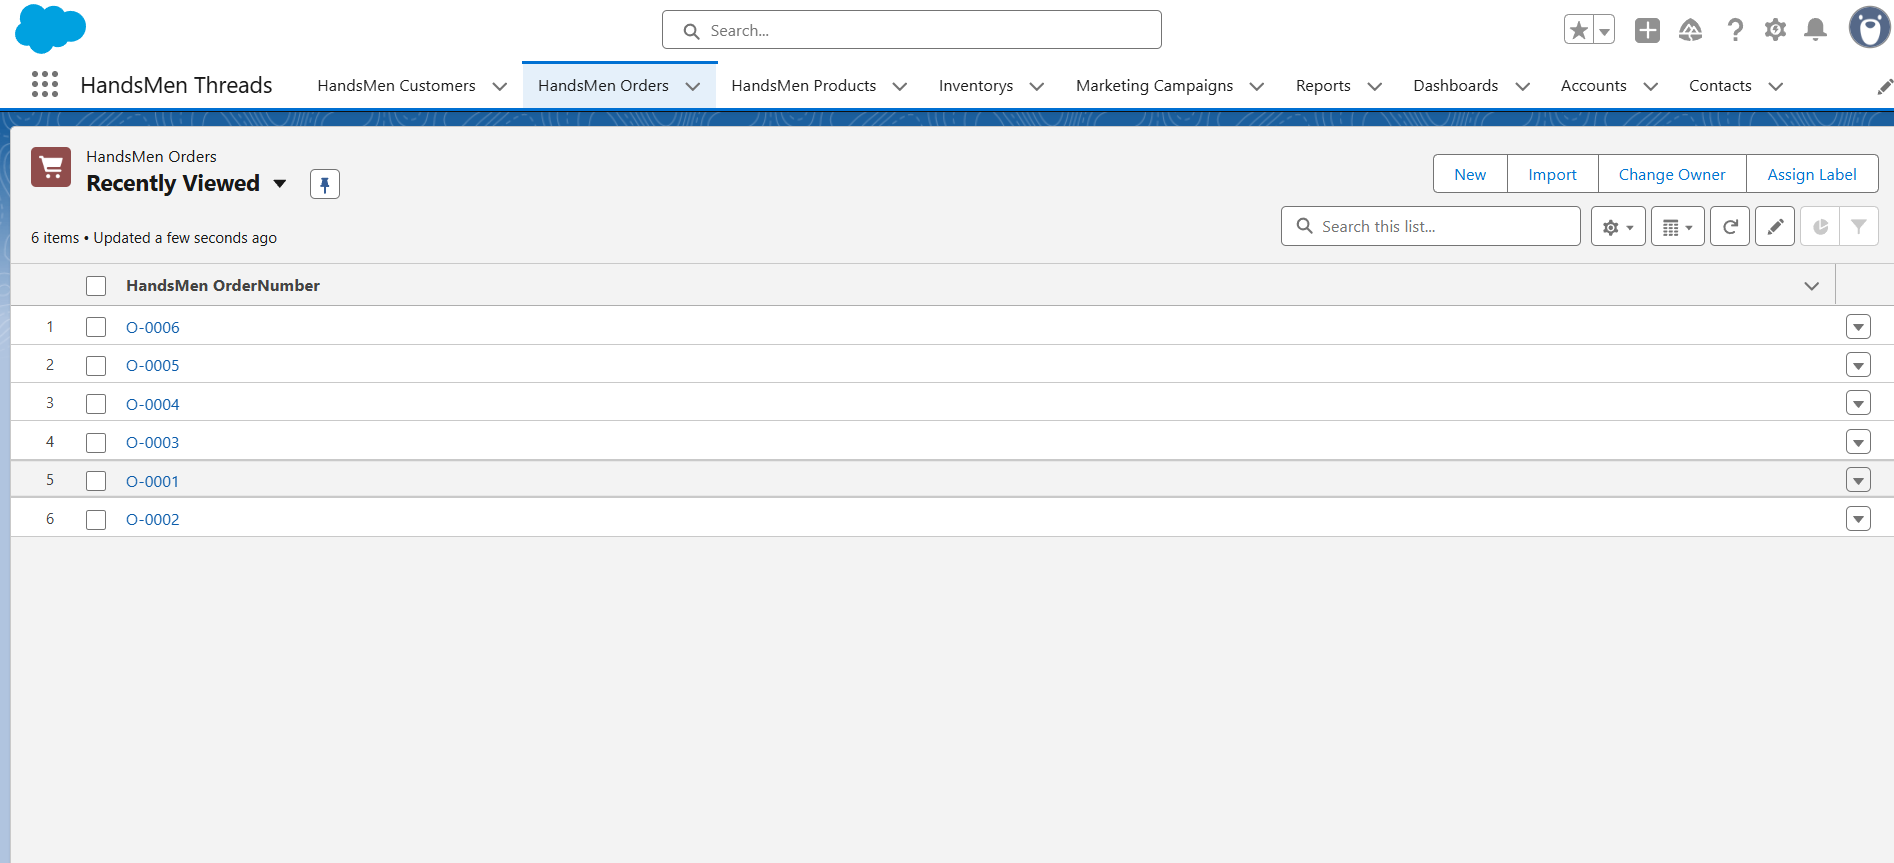 Search...
HandsMen Threads
HandsMen Customers
HandsMen Orders
HandsMen Products
Inventorys
Marketing Campaigns
Reports
Dashboards
Accounts
Contacts
HandsMen Orders
Recently Viewed
New
Import
Change Owner
Assign Label
6 items • Updated a few seconds ago
Search this list...
HandsMen OrderNumber
1 O-0006
2 O-0005
3 O-0004
4 O-0003
5 O-0001
6 O-0002